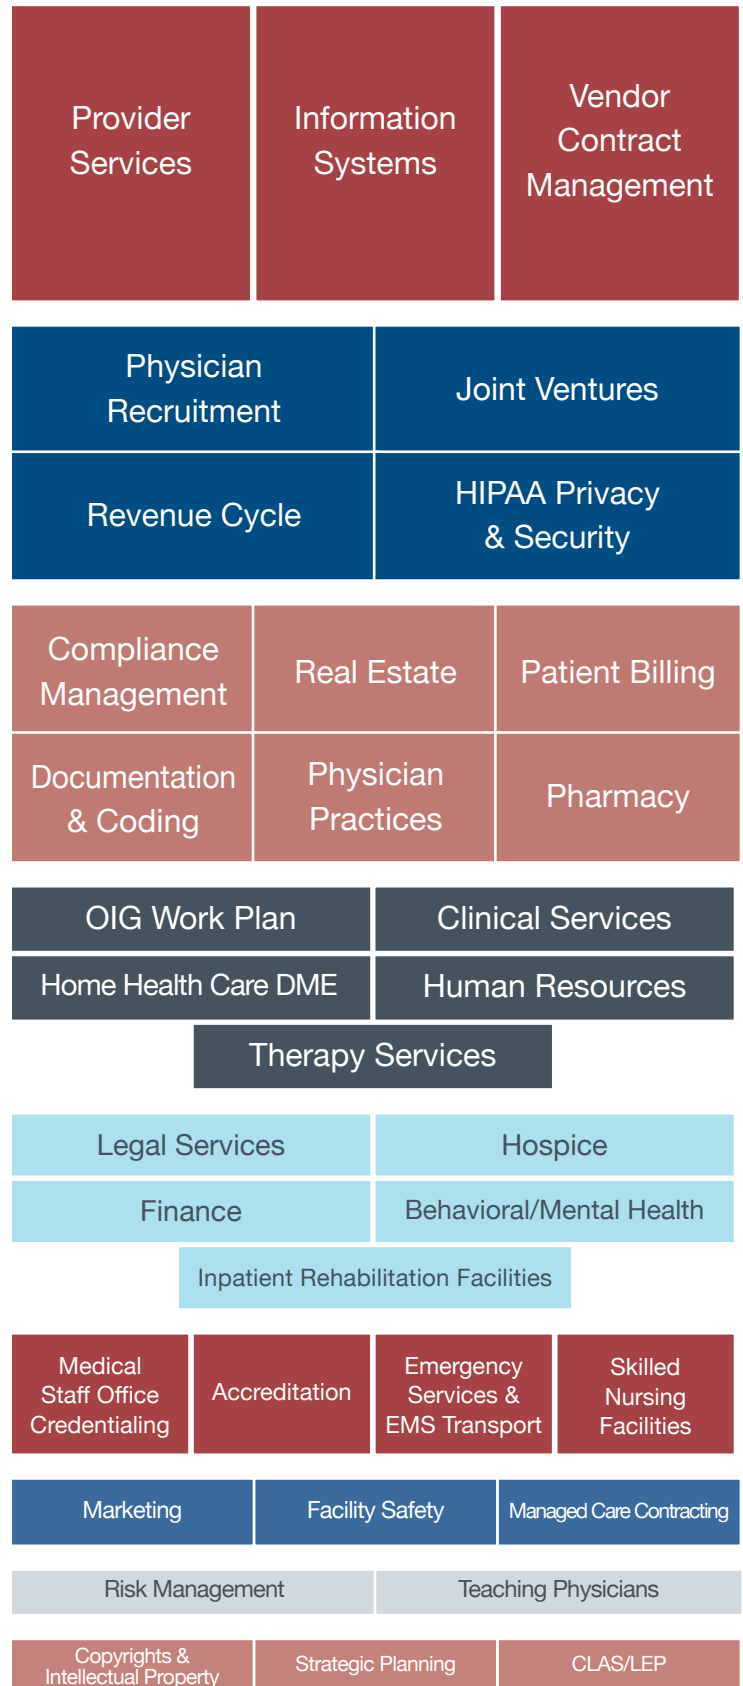 Provider
Services
Information
Systems
Vendor
Contract
Management
Physician
Recruitment
Joint Ventures
Revenue Cycle
HIPAA Privacy
& Security
Compliance
Management
Real Estate
Patient Billing
Documentation
& Coding
Physician
Practices
Pharmacy
OIG Work Plan
Clinical Services
Home Health Care DME
Human Resources
Therapy Services
Legal Services
Hospice
Finance
Behavioral/Mental Health
Inpatient Rehabilitation Facilities
Medical
Staff Office
Credentialing
Accreditation
Emergency
Services &
EMS Transport
Skilled
Nursing
Facilities
Marketing
Facility Safety
Managed Care Contracting
Risk Management
Teaching Physicians
Copyrights &
Intellectual Property
Strategic Planning
CLAS/LEP